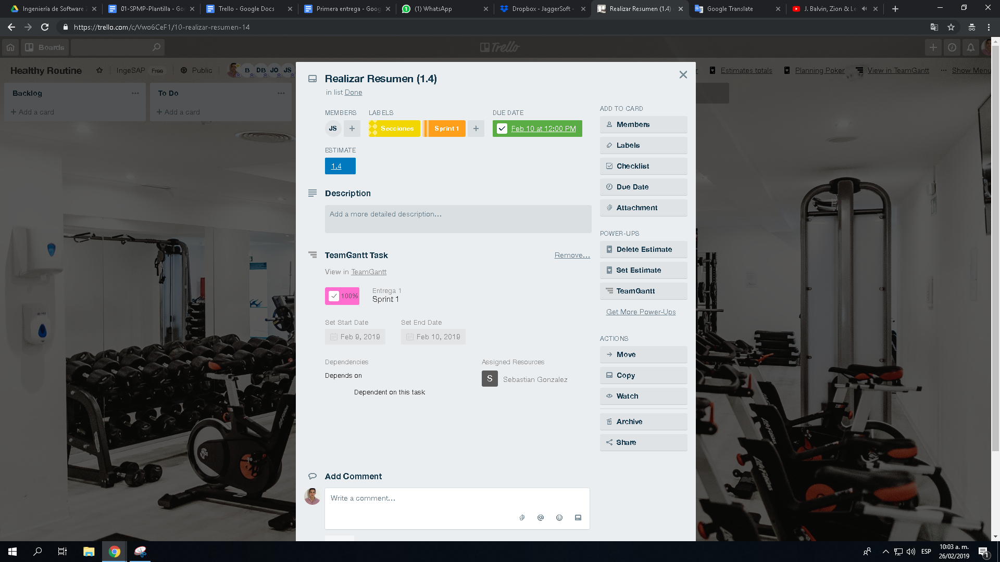 Ingeniería de Software
01-SPMP-Plantilla - Go
Trello - Google Docs
Primera entrega - Goog
(1) WhatsApp
Dropbox - JaggerSoft -
Realizar Resumen (1.4)
Google Translate
J. Balvin, Zion & Le
https://trello.com/c/Vwo6CeF1/10-realizar-resumen-14
Boards
Trello
Healthy Routine
IngeSAP Free
Public
B DB JO JS
Estimates totals
Planning Poker
View in TeamGantt
··· Show Menu
Backlog
+ Add a card
To Do
+ Add a card
Realizar Resumen (1.4)
in list Done
MEMBERS
JS
LABELS
Secciones
Sprint 1
DUE DATE
Feb 10 at 12:00 PM
ESTIMATE
1.4
Description
Add a more detailed description...
TeamGantt Task
Remove...
View in TeamGantt
100%
Entrega 1
Sprint 1
Set Start Date
Feb 9, 2019
Set End Date
Feb 10, 2019
Dependencies
Depends on
Dependent on this task
Assigned Resources
S Sebastian Gonzalez
Add Comment
Write a comment...
ADD TO CARD
Members
Labels
Checklist
Due Date
Attachment
POWER-UPS
Delete Estimate
Set Estimate
TeamGantt
Get More Power-Ups
ACTIONS
Move
Copy
Watch
Archive
Share
ESP
10:03 a. m.
26/02/2019
1